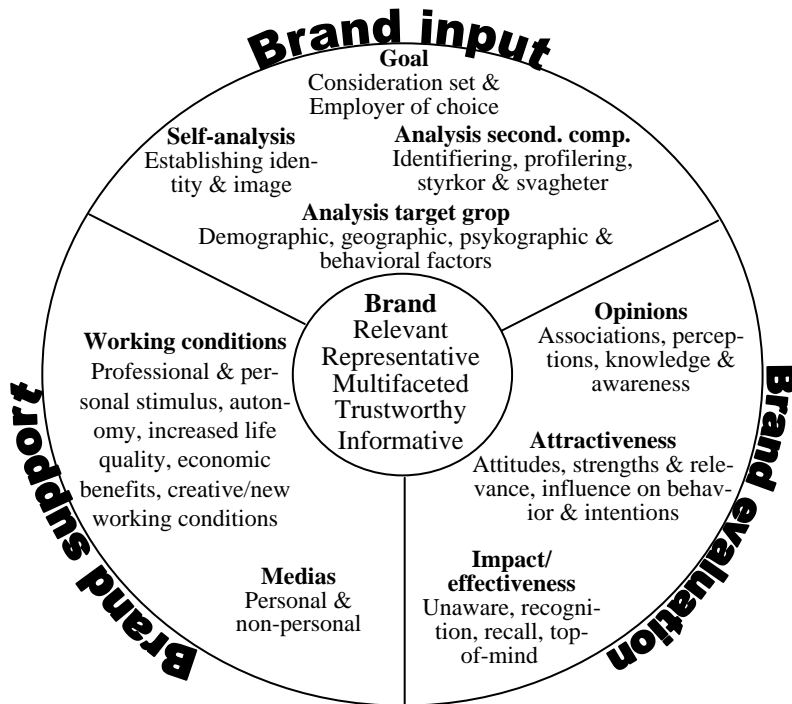 Brand input
Goal
Consideration set &
Employer of choice
Self-analysis
Establishing iden-
tity & image
Analysis second. comp.
Identifiering, profilering,
styrkor & svagheter
Analysis target grop
Demographic, geographic, psykographic &
behavioral factors
Brand
Relevant
Representative
Multifaceted
Trustworthy
Informative
Working conditions
Professional & per-
sonal stimulus, auton-
omy, increased life
quality, economic
benefits, creative/new
working conditions
Medias
Personal &
non-personal
Brand support
Opinions
Associations, percep-
tions, knowledge &
awareness
Attractiveness
Attitudes, strengths & rele-
vance, influence on behav-
ior & intentions
Impact/
effectiveness
Unaware, recogni-
tion, recall, top-
of-mind
Brand evaluation